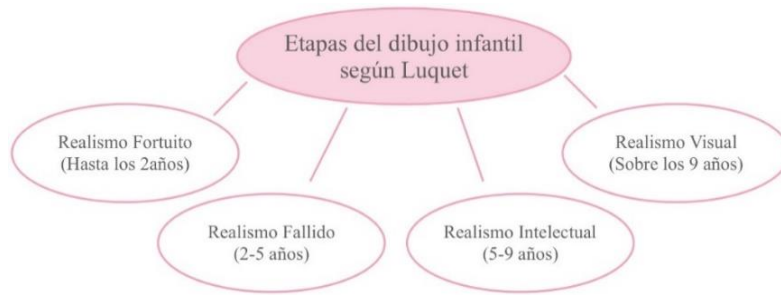 Etapas del dibujo infantil
según Luquet
Realismo Fortuito
(Hasta los 2años)
Realismo Fallido
(2-5 años)
Realismo Intelectual
(5-9 años)
Realismo Visual
(Sobre los 9 años)